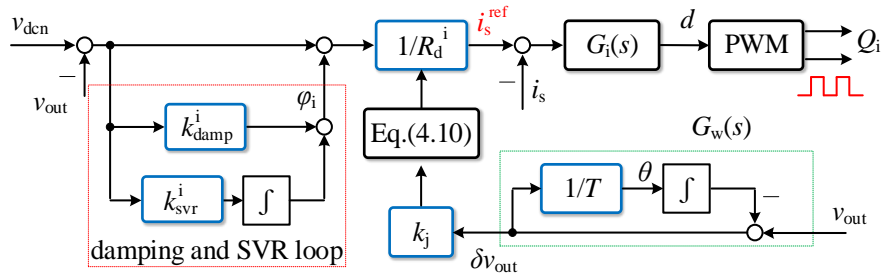 v_dcn
−
v_out
φ_i
1/R_d^i
i_s^ref
−
i_s
G_i(s)
d
PWM
Q_i
k_damp^i
Eq.(4.10)
G_w(s)
k_svr^i
∫
1/T
θ
∫
−
v_out
k_j
δv_out
damping and SVR loop